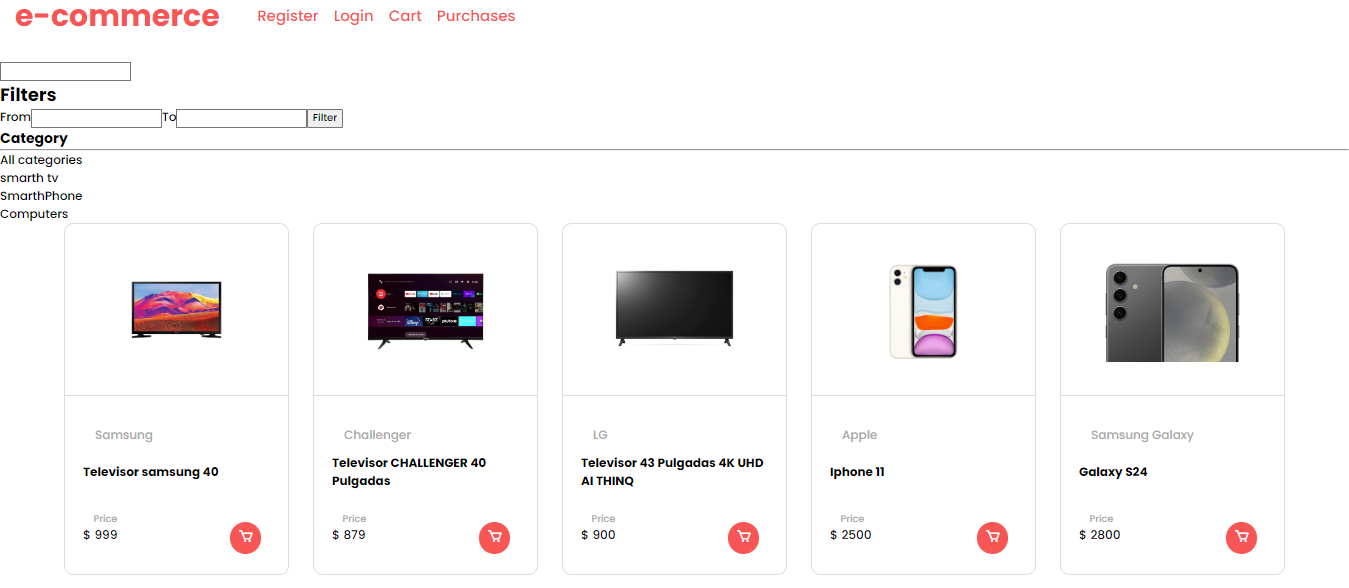 e-commerce Register Login Cart Purchases
Filters
From To Filter
Category
All categories
smarth tv
SmarthPhone
Computers
Samsung
Televisor samsung 40
Price
$ 999
Challenger
Televisor CHALLENGER 40
Pulgadas
Price
$ 879
LG
Televisor 43 Pulgadas 4K UHD
AI THINQ
Price
$ 900
Apple
Iphone 11
Price
$ 2500
Samsung Galaxy
Galaxy S24
Price
$ 2800